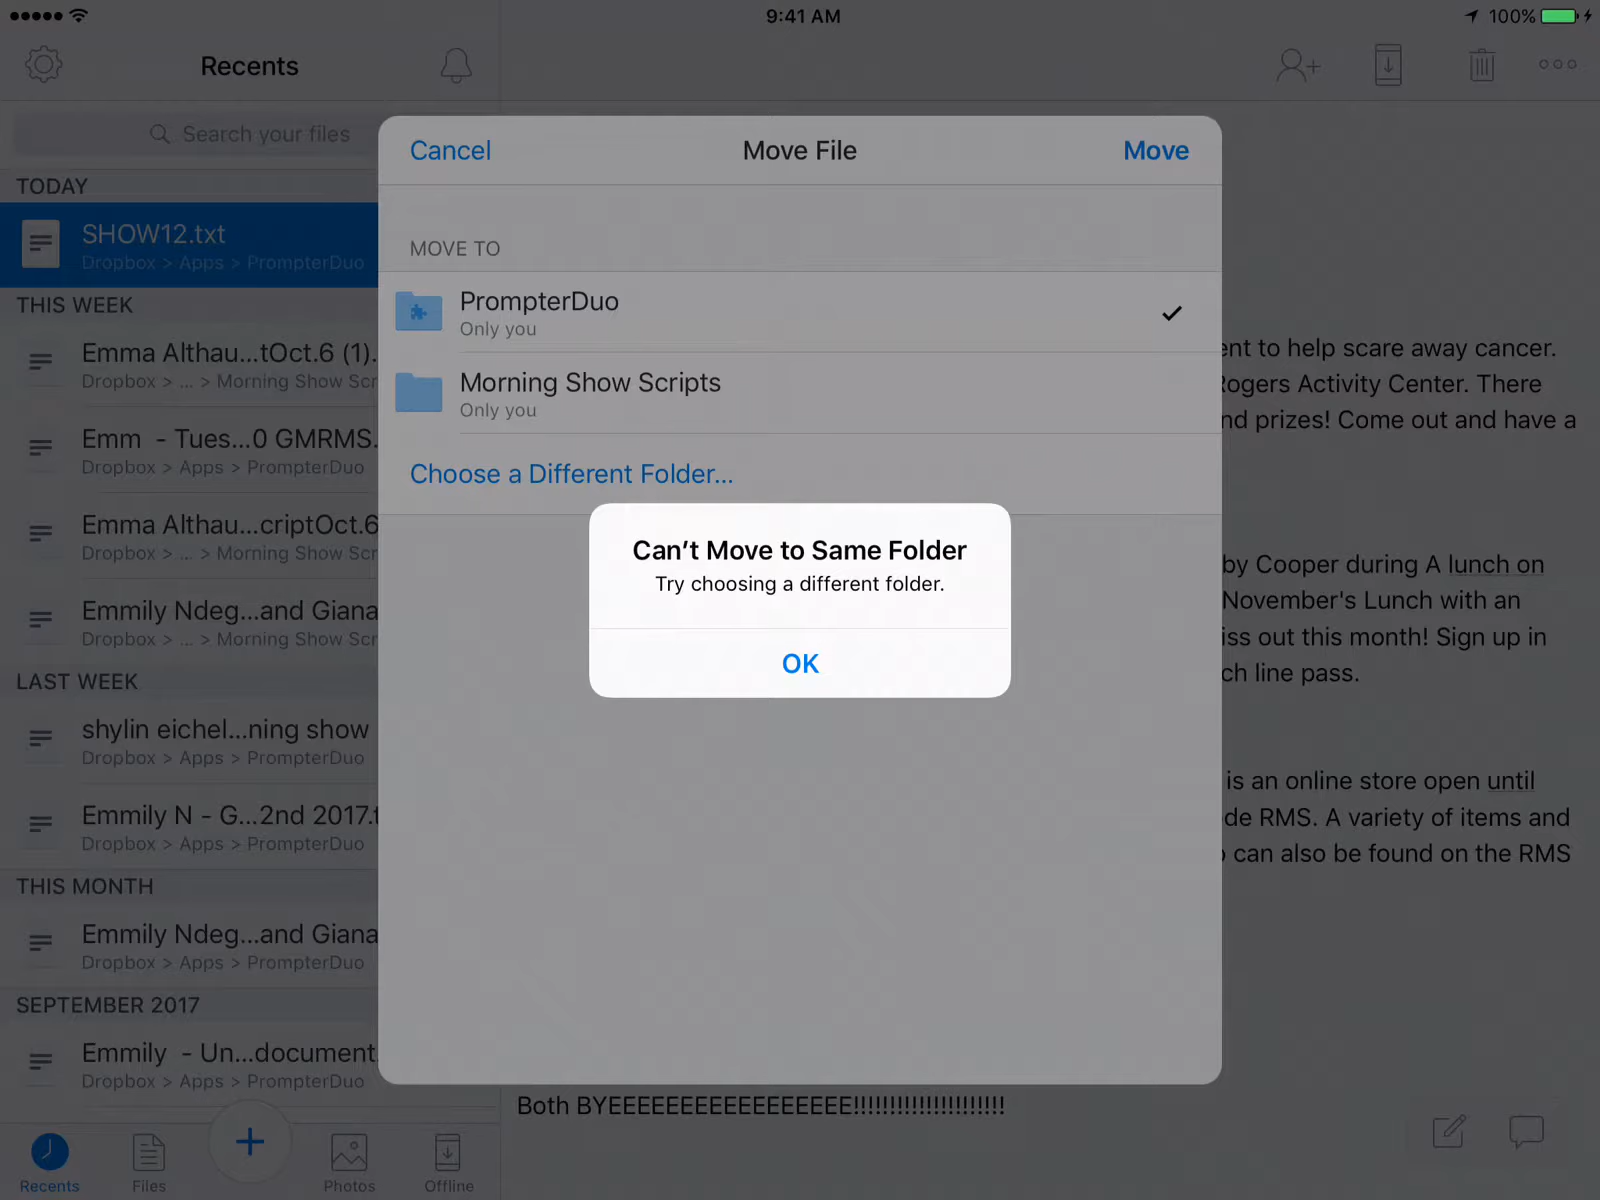 9:41 AM
100%
Recents
Search your files
TODAY
SHOW12.txt
Dropbox > Apps > PrompterDuo
THIS WEEK
Emma Althau...tOct.6 (1).
Dropbox > ... > Morning Show Scr
Emm - Tues...0 GMRMS.
Dropbox > Apps > PrompterDuo
Emma Althau...criptOct.6
Dropbox > ... > Morning Show Scr
Emmily Ndeg...and Giana
Dropbox > ... > Morning Show Scr
LAST WEEK
shylin eichel...ning show
Dropbox > Apps > PrompterDuo
Emmily N - G...2nd 2017.t
Dropbox > Apps > PrompterDuo
THIS MONTH
Emmily Ndeg...and Giana
Dropbox > Apps > PrompterDuo
SEPTEMBER 2017
Emmily - Un...document.
Dropbox > Apps > PrompterDuo
Recents
Files
Photos
Offline
Cancel
Move File
Move
MOVE TO
PrompterDuo
Only you
Morning Show Scripts
Only you
Choose a Different Folder...
Can't Move to Same Folder
Try choosing a different folder.
OK
ent to help scare away cancer.
Rogers Activity Center. There
nd prizes! Come out and have a
by Cooper during A lunch on
November's Lunch with an
iss out this month! Sign up in
ch line pass.
is an online store open until
de RMS. A variety of items and
can also be found on the RMS
Both BYEEEEEEEEEEEEEEEEE!!!!!!!!!!!!!!!!!!!!!